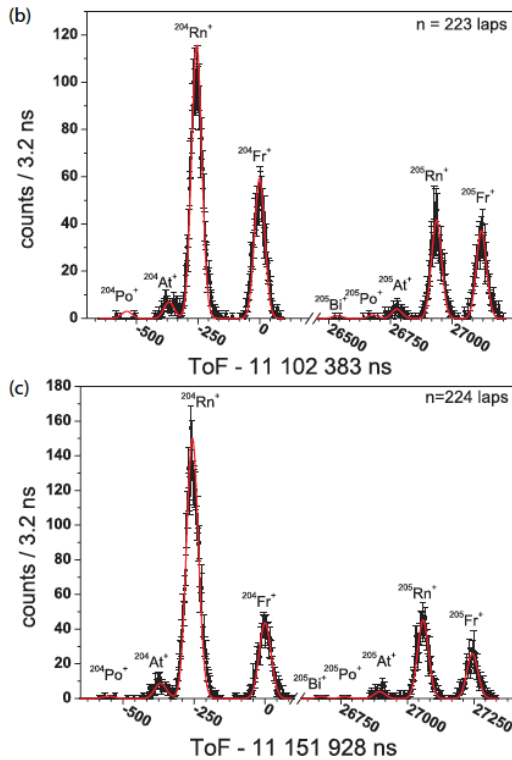 (b)
n = 223 laps
120
100
80
60
40
20
0
counts / 3.2 ns
²⁰⁴Po⁺
²⁰⁴At⁺
²⁰⁴Rn⁺
²⁰⁴Fr⁺
²⁰⁵Bi⁺
²⁰⁵Po⁺
²⁰⁵At⁺
²⁰⁵Rn⁺
²⁰⁵Fr⁺
-500 -250 0 26500 26750 27000
ToF - 11 102 383 ns
(c)
n=224 laps
180
160
140
120
100
80
60
40
20
0
counts / 3.2 ns
²⁰⁴Po⁺
²⁰⁴At⁺
²⁰⁴Rn⁺
²⁰⁴Fr⁺
²⁰⁵Bi⁺
²⁰⁵Po⁺
²⁰⁵At⁺
²⁰⁵Rn⁺
²⁰⁵Fr⁺
-500 -250 0 26750 27000 27250
ToF - 11 151 928 ns